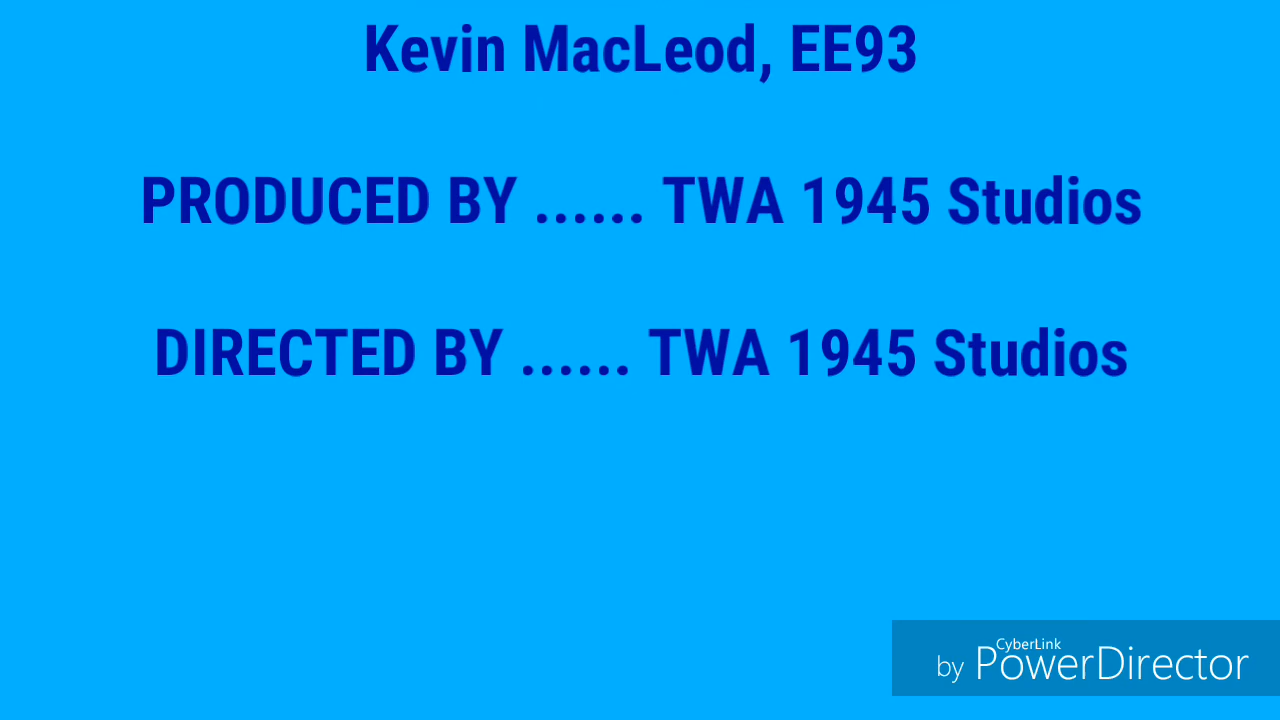 Kevin MacLeod, EE93
PRODUCED BY ...... TWA 1945 Studios
DIRECTED BY ...... TWA 1945 Studios
CyberLink
by PowerDirector